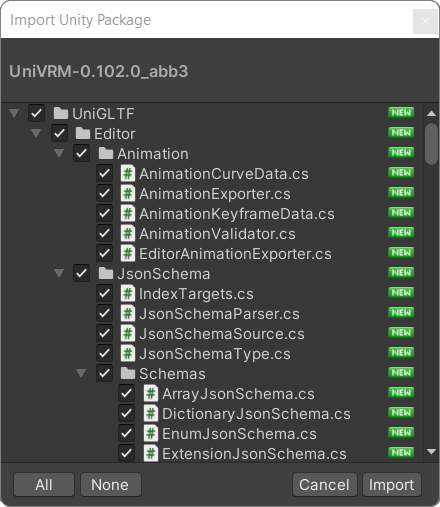 Import Unity Package
UniVRM-0.102.0_abb3
UniGLTF NEW
Editor NEW
Animation NEW
AnimationCurveData.cs NEW
AnimationExporter.cs NEW
AnimationKeyframeData.cs NEW
AnimationValidator.cs NEW
EditorAnimationExporter.cs NEW
JsonSchema NEW
IndexTargets.cs NEW
JsonSchemaParser.cs NEW
JsonSchemaSource.cs NEW
JsonSchemaType.cs NEW
Schemas NEW
ArrayJsonSchema.cs NEW
DictionaryJsonSchema.cs NEW
EnumJsonSchema.cs NEW
ExtensionJsonSchema.cs NEW
All None Cancel Import